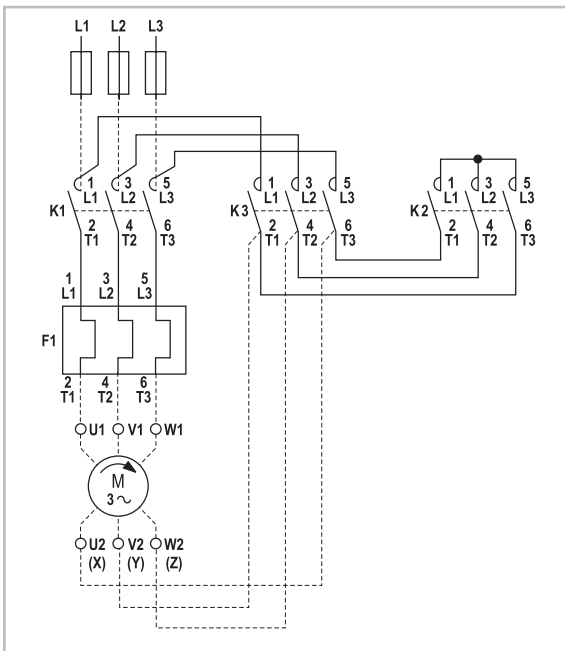 L1 L2 L3
1 3 5 1 3 5 1 3 5
L1 L2 L3 L1 L2 L3 L1 L2 L3
K1 K3 K2
2 4 6 2 4 6 2 4 6
T1 T2 T3 T1 T2 T3 T1 T2 T3
1 3 5
L1 L2 L3
F1
2 4 6
T1 T2 T3
U1 V1 W1
M
3~
U2 V2 W2
(X) (Y) (Z)